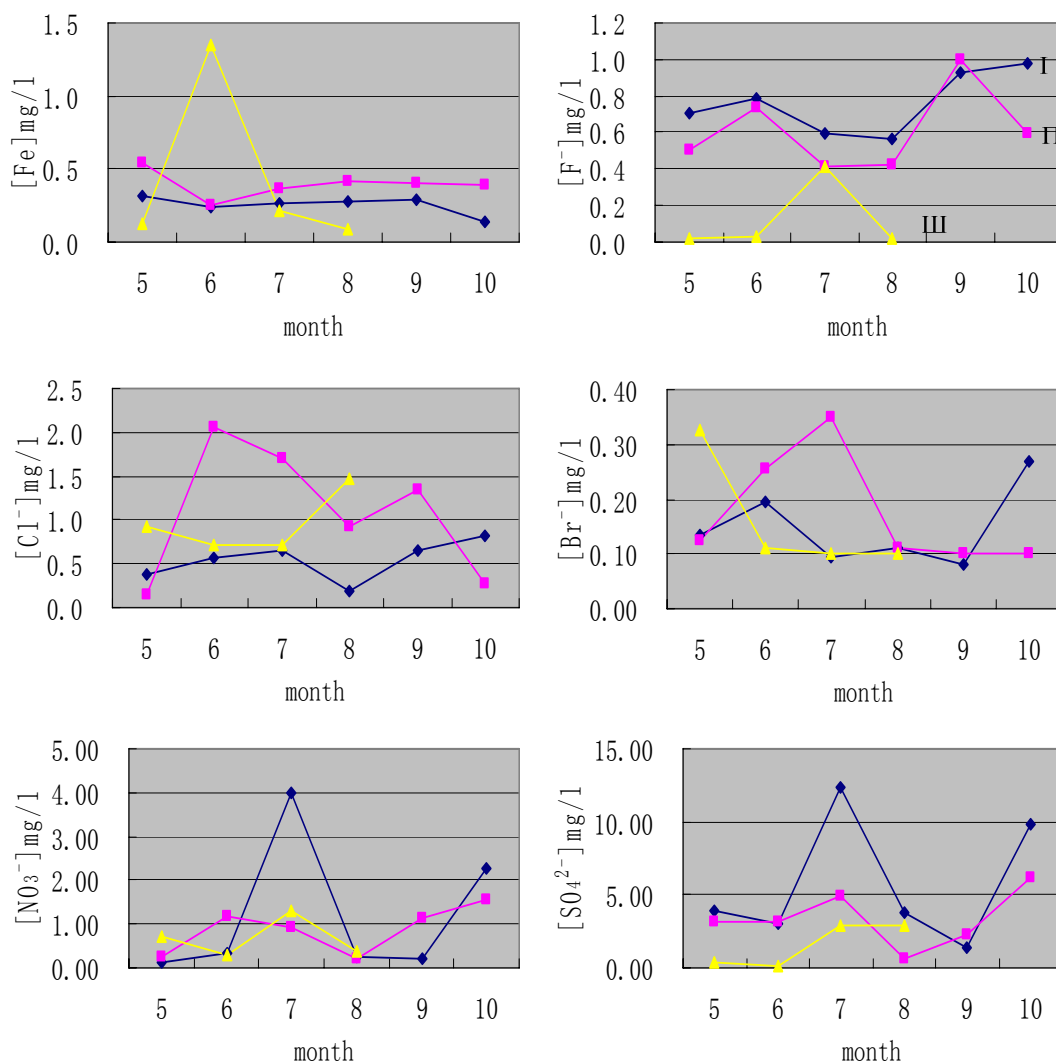 [Fe]mg/l
1.5
1.0
0.5
0.0
5 6 7 8 9 10
month
[F⁻]mg/l
1.2
1.0
0.8
0.6
0.4
0.2
0.0
5 6 7 8 9 10
month
I
П
Ш
[Cl⁻]mg/l
2.5
2.0
1.5
1.0
0.5
0.0
5 6 7 8 9 10
month
[Br⁻]mg/l
0.40
0.30
0.20
0.10
0.00
5 6 7 8 9 10
month
[NO₃⁻]mg/l
5.00
4.00
3.00
2.00
1.00
0.00
5 6 7 8 9 10
month
[SO₄²⁻]mg/l
15.00
10.00
5.00
0.00
5 6 7 8 9 10
month